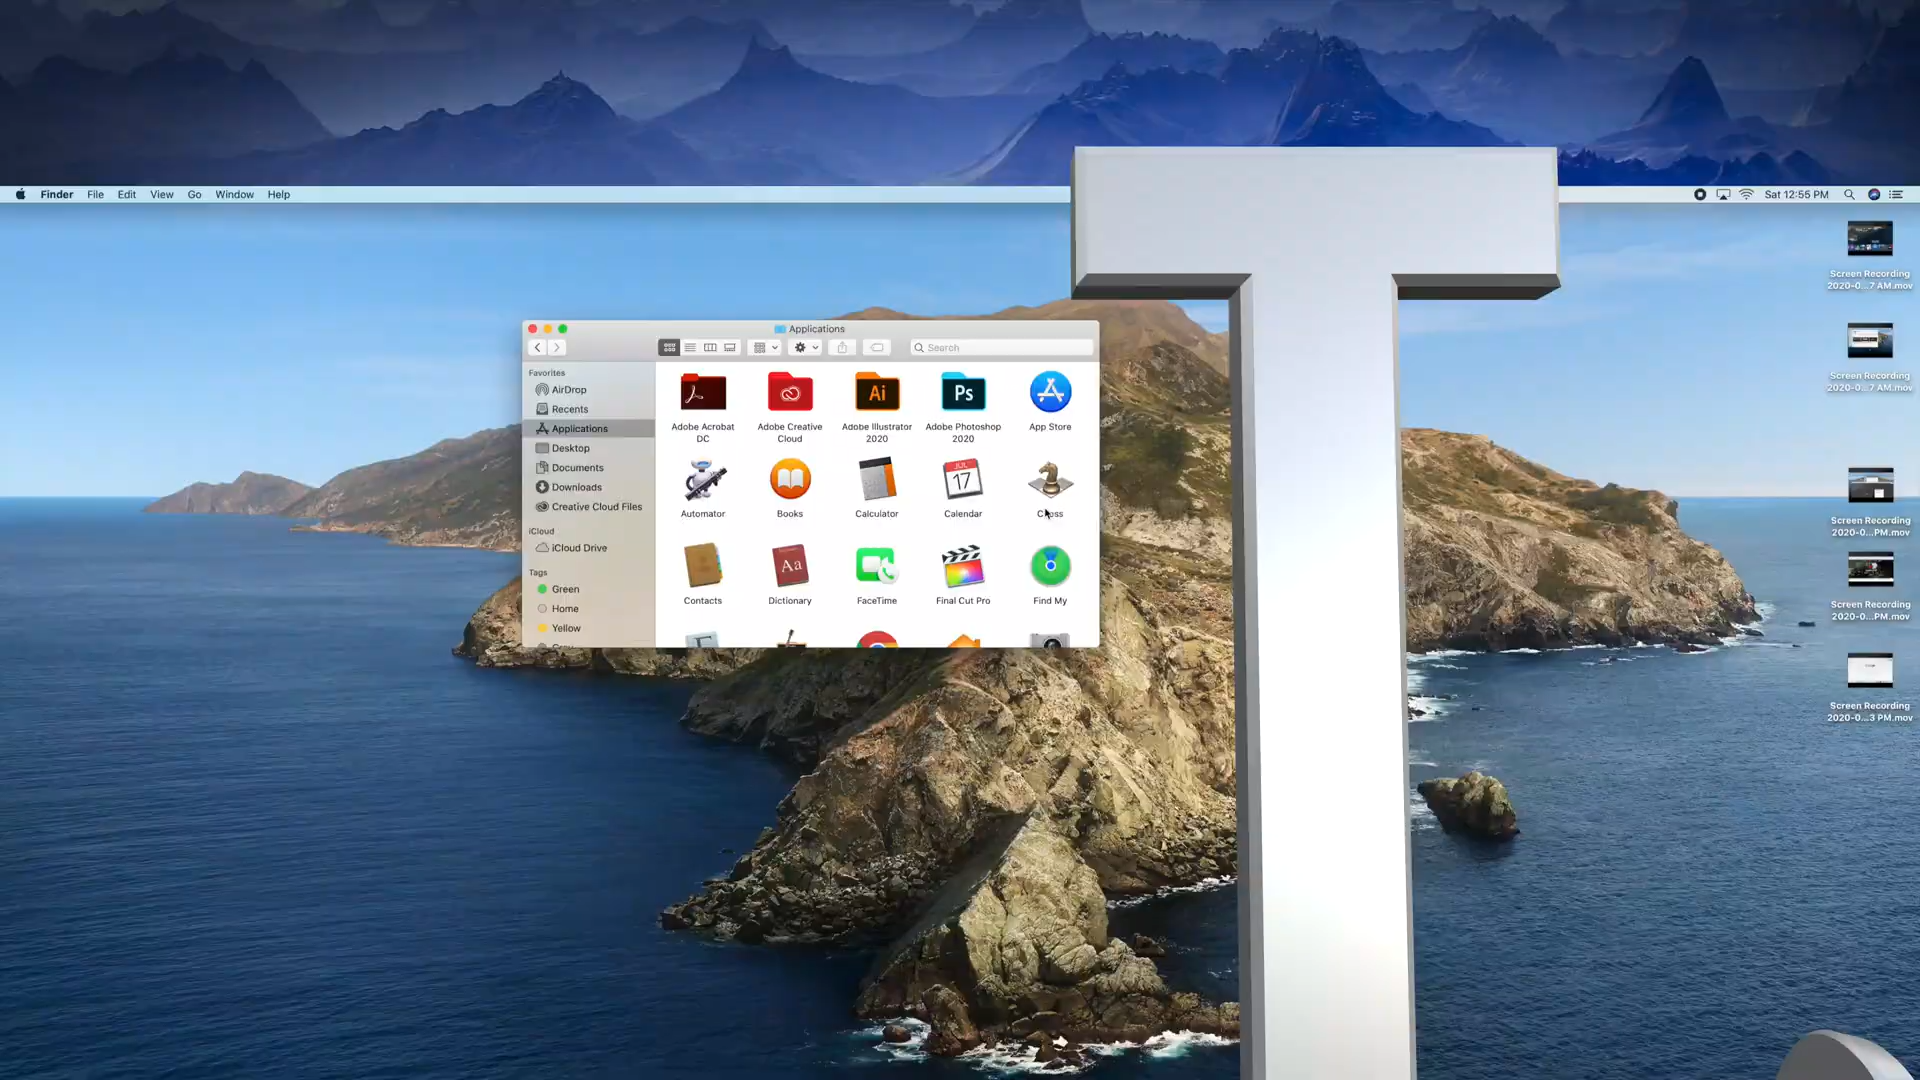 Finder File Edit View Go Window Help
Sat 12:55 PM
Applications
Search
Favorites
AirDrop
Recents
Applications
Desktop
Documents
Downloads
Creative Cloud Files
iCloud
iCloud Drive
Tags
Green
Home
Yellow
Adobe Acrobat DC
Adobe Creative Cloud
Ai
Adobe Illustrator 2020
Ps
Adobe Photoshop 2020
App Store
Automator
Books
Calculator
JUL
17
Calendar
Contacts
Aa
Dictionary
FaceTime
Final Cut Pro
Find My
Screen Recording
2020-0...7 AM.mov
Screen Recording
2020-0...7 AM.mov
Screen Recording
2020-0...PM.mov
Screen Recording
2020-0...PM.mov
Screen Recording
2020-0...3 PM.mov
T